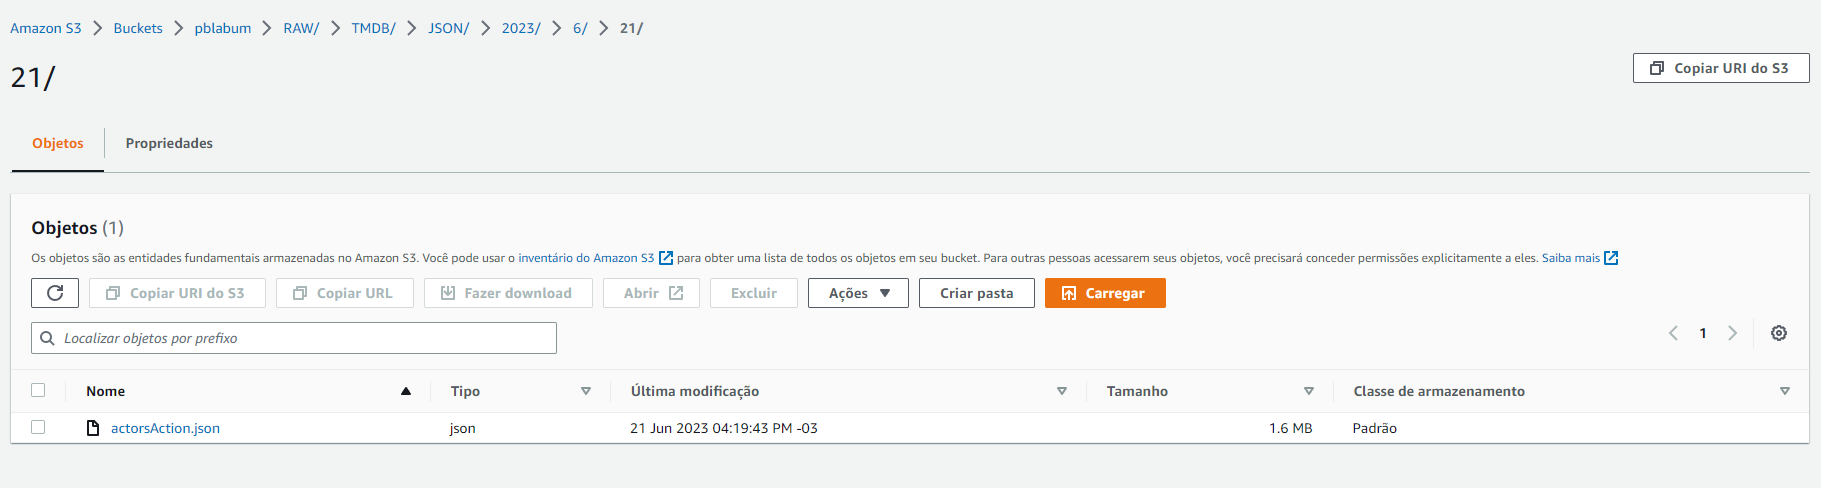 Amazon S3 Buckets pblabum RAW/ TMDB/ JSON/ 2023/ 6/ 21/
21/
Copiar URI do S3
Objetos Propriedades
Objetos (1)
Os objetos são as entidades fundamentais armazenadas no Amazon S3. Você pode usar o inventário do Amazon S3 para obter uma lista de todos os objetos em seu bucket. Para outras pessoas acessarem seus objetos, você precisará conceder permissões explicitamente a eles. Saiba mais
Copiar URI do S3 Copiar URL Fazer download Abrir Excluir Ações Criar pasta Carregar
Localizar objetos por prefixo
1
Nome Tipo Última modificação Tamanho Classe de armazenamento
actorsAction.json json 21 Jun 2023 04:19:43 PM -03 1.6 MB Padrão